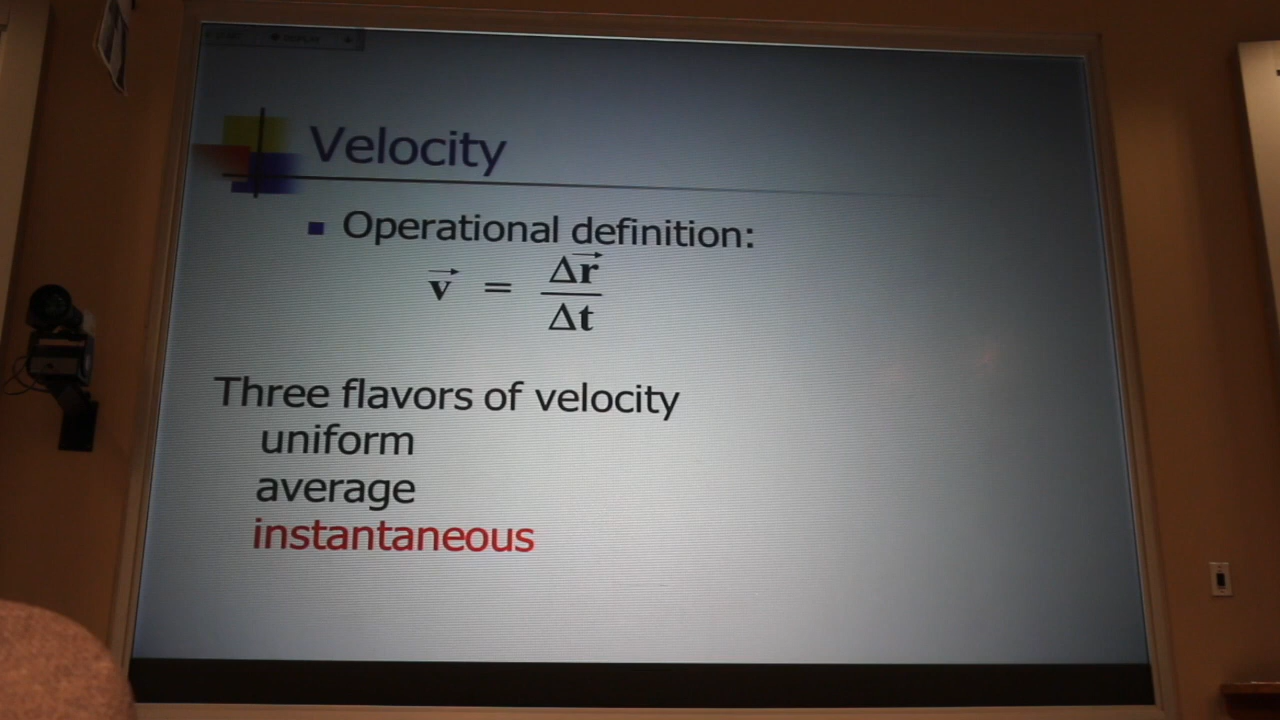 Velocity
Operational definition:
v⃗ = Δr⃗ / Δt
Three flavors of velocity
uniform
average
instantaneous